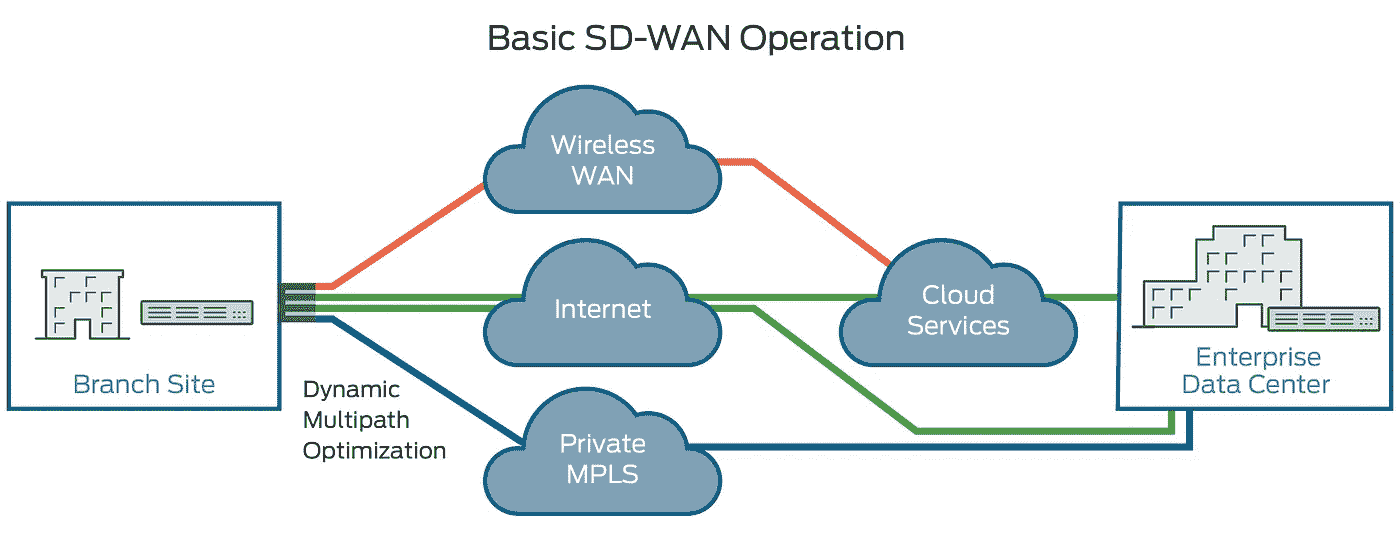 Basic SD-WAN Operation
Wireless
WAN
Internet
Cloud
Services
Branch Site
Enterprise
Data Center
Dynamic
Multipath
Optimization
Private
MPLS